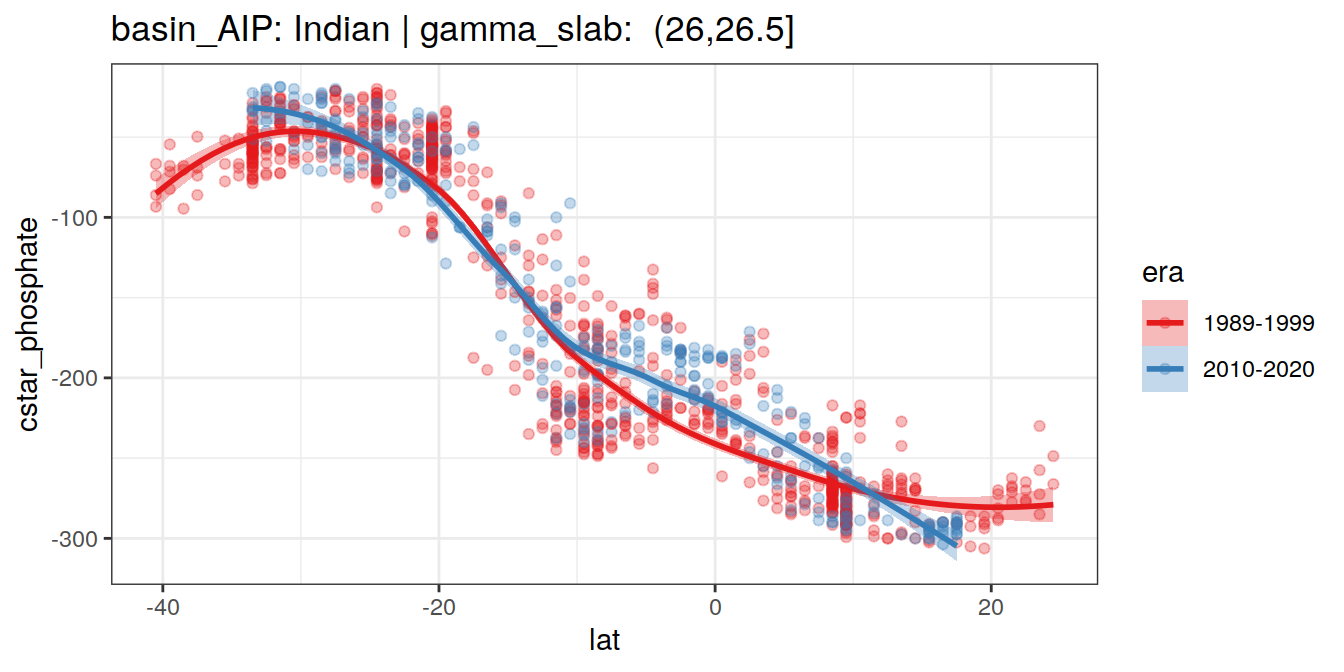 basin_AIP: Indian | gamma_slab:  (26,26.5]
cstar_phosphate
-100
-200
-300
-40
-20
0
20
lat
era
1989-1999
2010-2020